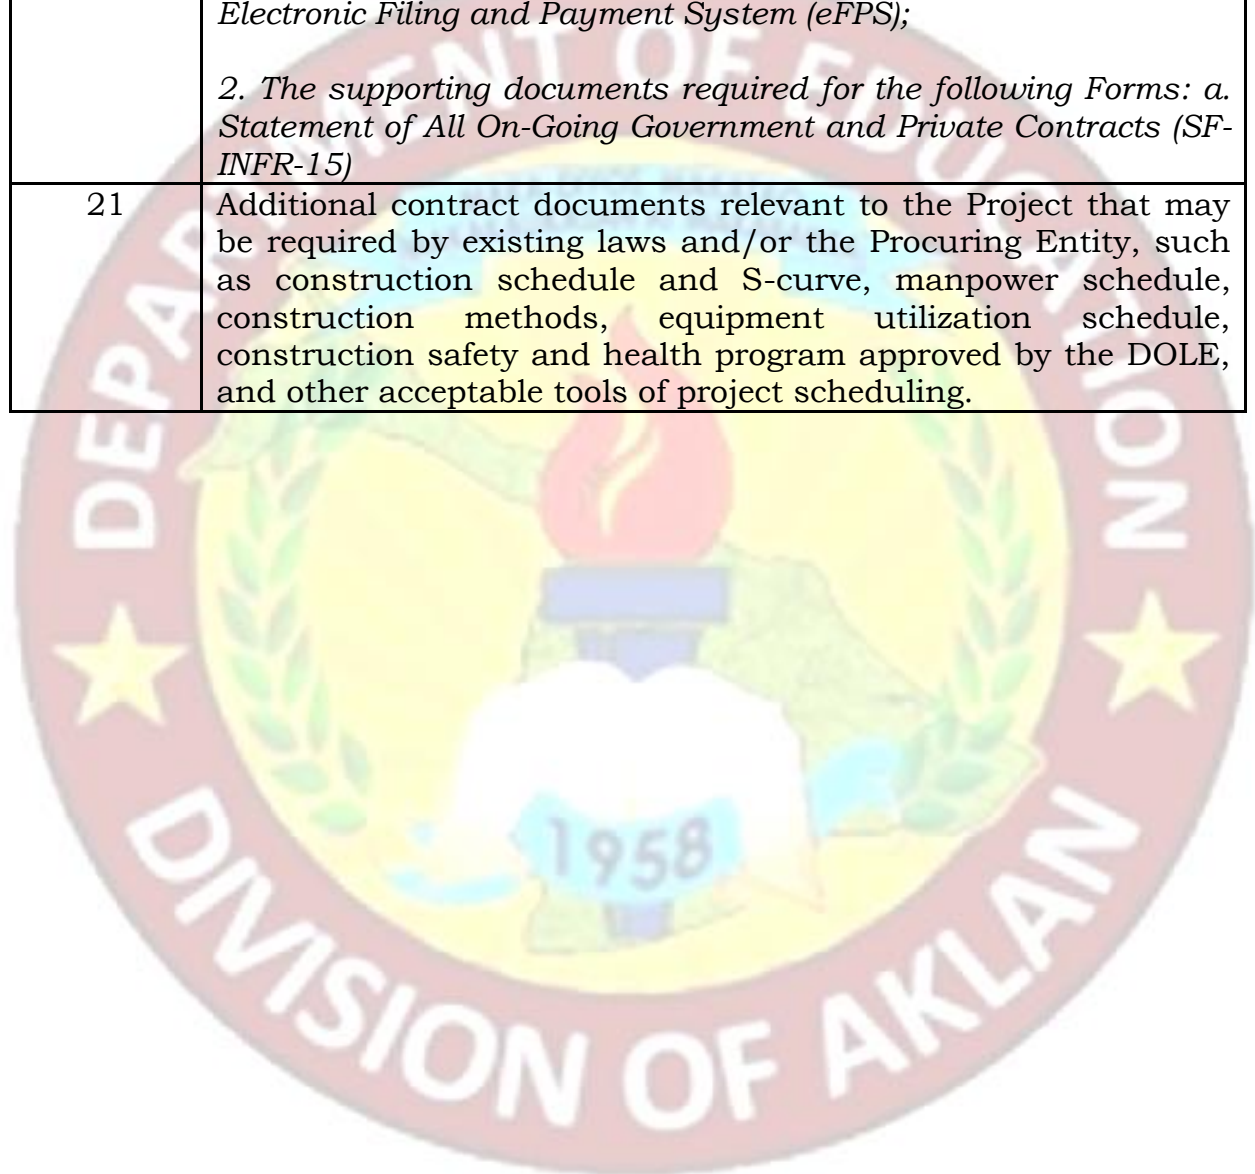 Electronic Filing and Payment System (eFPS);
2. The supporting documents required for the following Forms: a.
Statement of All On-Going Government and Private Contracts (SF-
INFR-15)
21 Additional contract documents relevant to the Project that may
be required by existing laws and/or the Procuring Entity, such
as construction schedule and S-curve, manpower schedule,
construction methods, equipment utilization schedule,
construction safety and health program approved by the DOLE,
and other acceptable tools of project scheduling.
DEPARTMENT OF EDUCATION
1958
DIVISION OF AKLAN